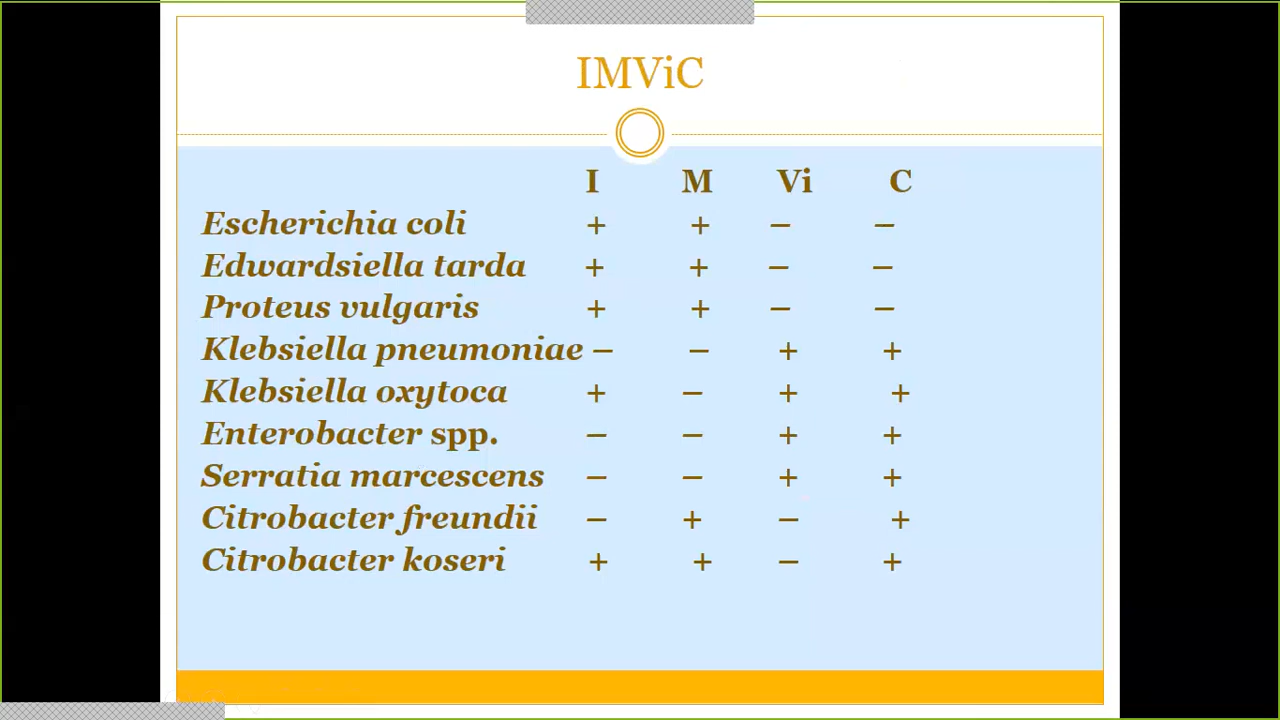 IMViC
I M Vi C
Escherichia coli + + – –
Edwardsiella tarda + + – –
Proteus vulgaris + + – –
Klebsiella pneumoniae – – + +
Klebsiella oxytoca + – + +
Enterobacter spp. – – + +
Serratia marcescens – – + +
Citrobacter freundii – + – +
Citrobacter koseri + + – +